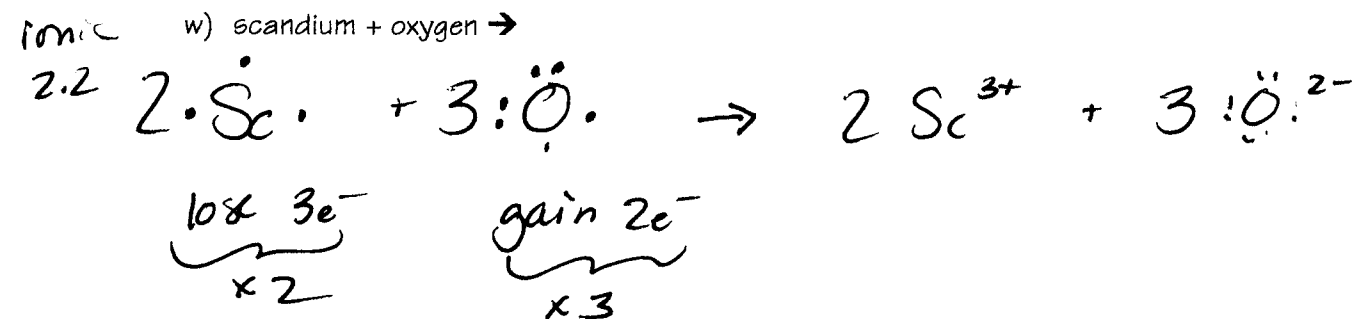 ionic w) scandium + oxygen →
2.2 2 ·Sc· + 3 :Ö· → 2 Sc³⁺ + 3 :Ö:²⁻
lose 3e⁻ gain 2e⁻
x 2 x 3